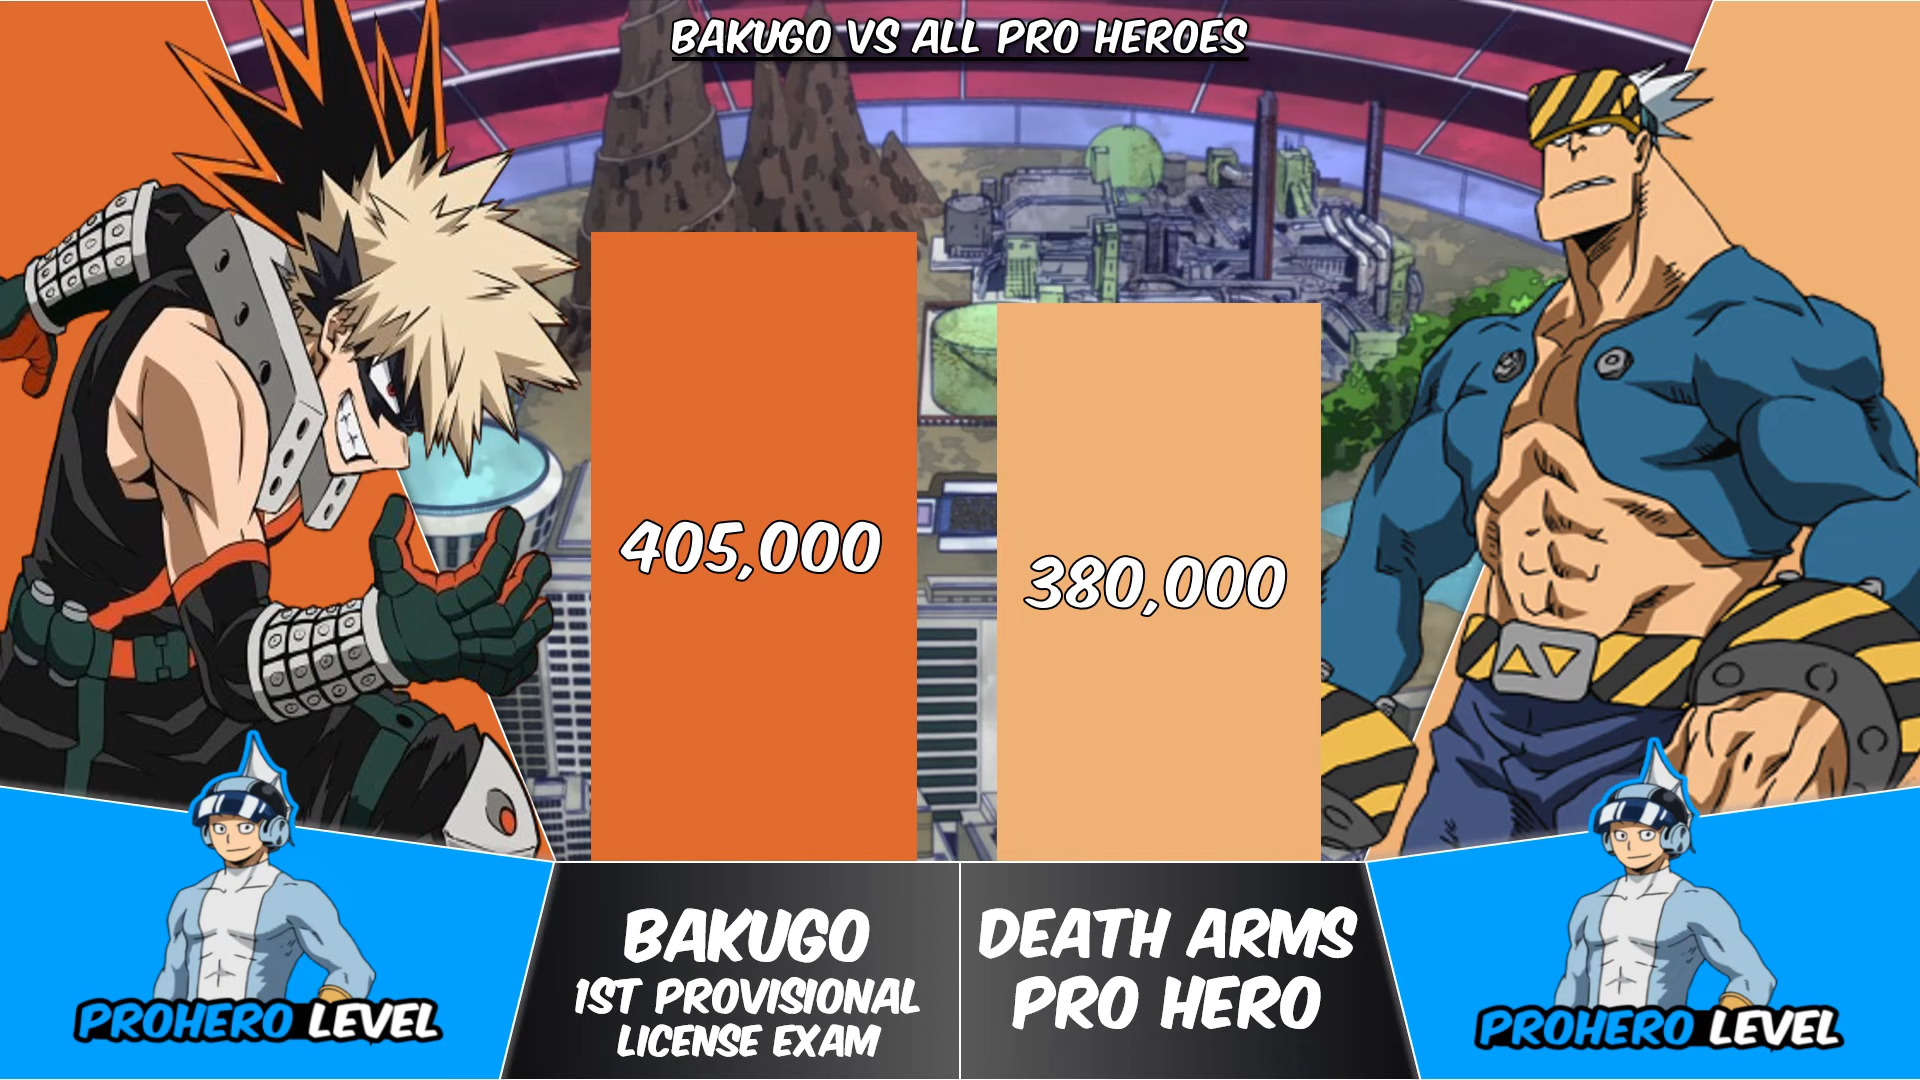 BAKUGO VS ALL PRO HEROES
405,000
380,000
BAKUGO
1ST PROVISIONAL
LICENSE EXAM
DEATH ARMS
PRO HERO
PROHERO LEVEL
PROHERO LEVEL